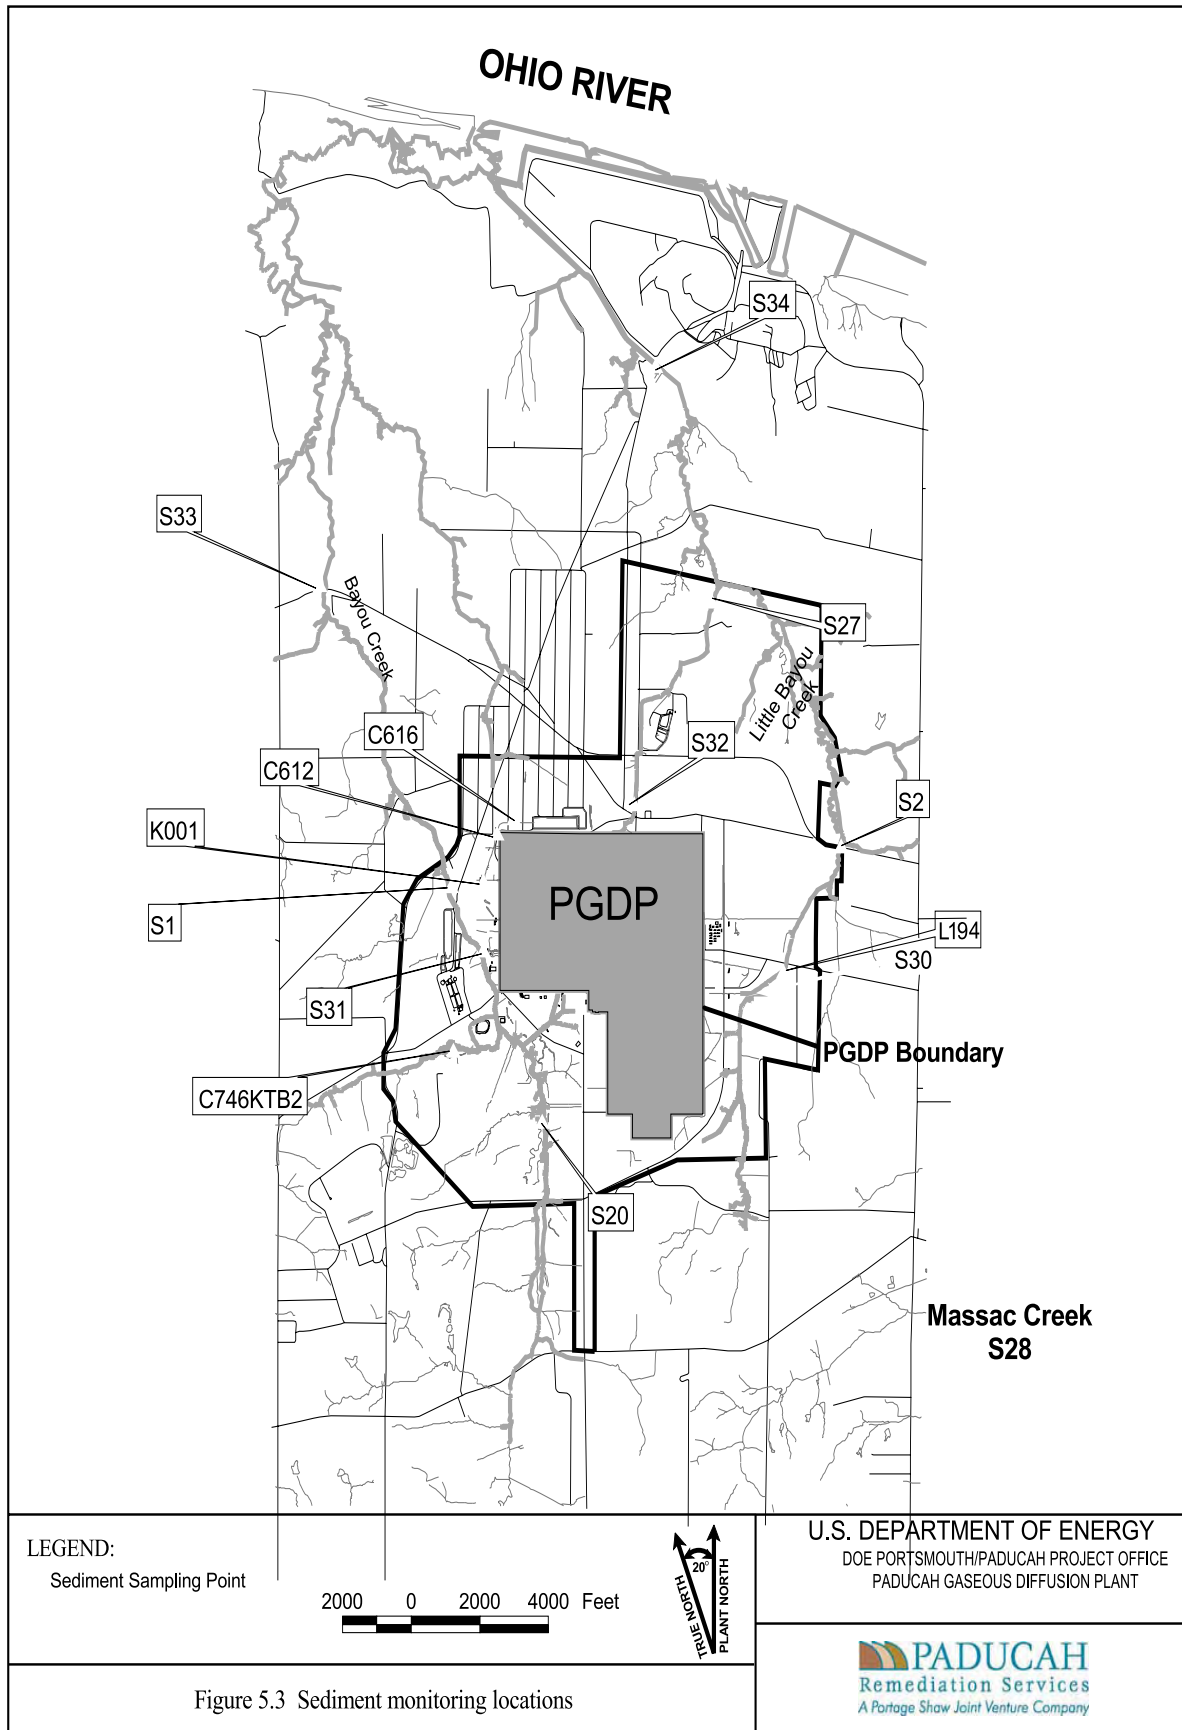 OHIO RIVER
S34
S33
Bayou Creek
S27
Little Bayou
Creek
C616
S32
C612
S2
K001
PGDP
S1
L194
S30
S31
PGDP Boundary
C746KTB2
S20
Massac Creek
S28
LEGEND:
Sediment Sampling Point
2000 0 2000 4000 Feet
20°
TRUE NORTH
PLANT NORTH
U.S. DEPARTMENT OF ENERGY
DOE PORTSMOUTH/PADUCAH PROJECT OFFICE
PADUCAH GASEOUS DIFFUSION PLANT
PADUCAH
Remediation Services
A Portage Shaw Joint Venture Company
Figure 5.3 Sediment monitoring locations